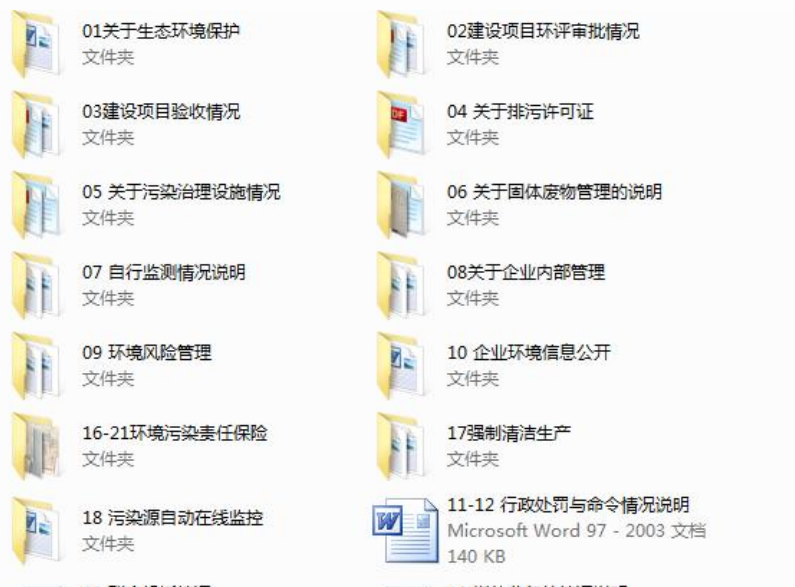 01关于生态环境保护
文件夹
02建设项目环评审批情况
文件夹
03建设项目验收情况
文件夹
04 关于排污许可证
文件夹
05 关于污染治理设施情况
文件夹
06 关于固体废物管理的说明
文件夹
07 自行监测情况说明
文件夹
08关于企业内部管理
文件夹
09 环境风险管理
文件夹
10 企业环境信息公开
文件夹
16-21环境污染责任保险
文件夹
17强制清洁生产
文件夹
18 污染源自动在线监控
文件夹
11-12 行政处罚与命令情况说明
Microsoft Word 97 - 2003 文档
140 KB